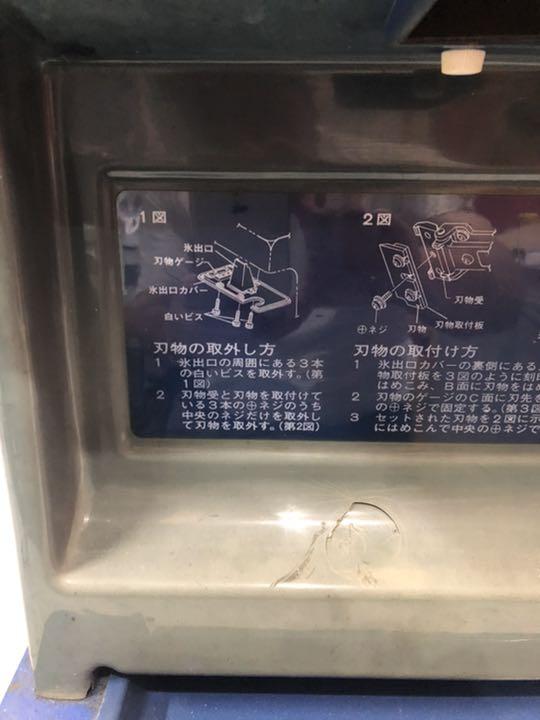 1図
氷出口
刃物ゲージ
氷出口カバー
白いビス
刃物の取外し方
1 氷出口の周囲にある3本
の白いビスを取外す。(第
1図)
2 刃物受と刃物を取付けて
いる3本の⊕ネジのうち
中央のネジだけを取外し
て刃物を取外す。(第2図)
2図
刃物受
刃物取付板
⊕ネジ 刃物
刃物の取付け方
1 氷出口カバーの裏側にある
物取付板を3図のように刻
はめこみ、B面に刃物をはめ
2 刃物のゲージのC面に刃先を
の⊕ネジで固定する。(第3図
3 セットされた刃物を2図に示
にはめこんで中央の⊕ネジで